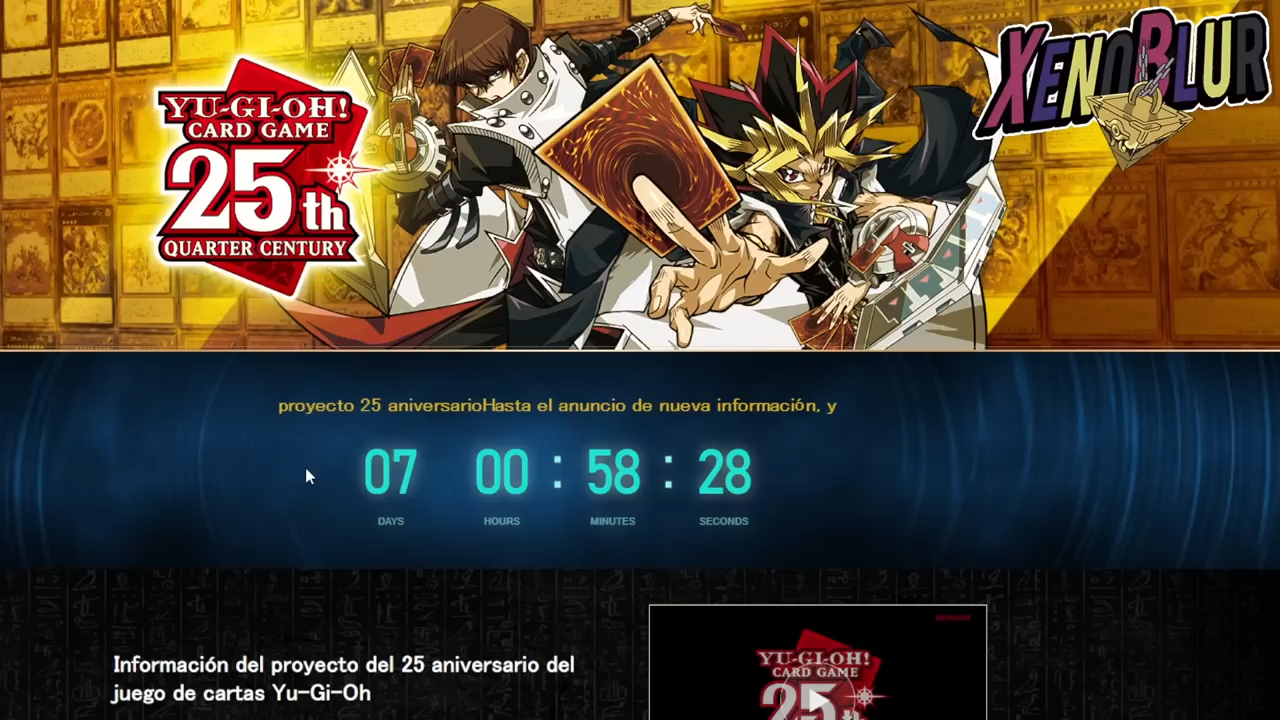 YU-GI-OH!
CARD GAME
25th
QUARTER CENTURY
XENOBLUR
proyecto 25 aniversarioHasta el anuncio de nueva información, y
07 00 : 58 : 28
DAYS HOURS MINUTES SECONDS
Información del proyecto del 25 aniversario del
juego de cartas Yu-Gi-Oh
KONAMI
YU-GI-OH!
CARD GAME
25th